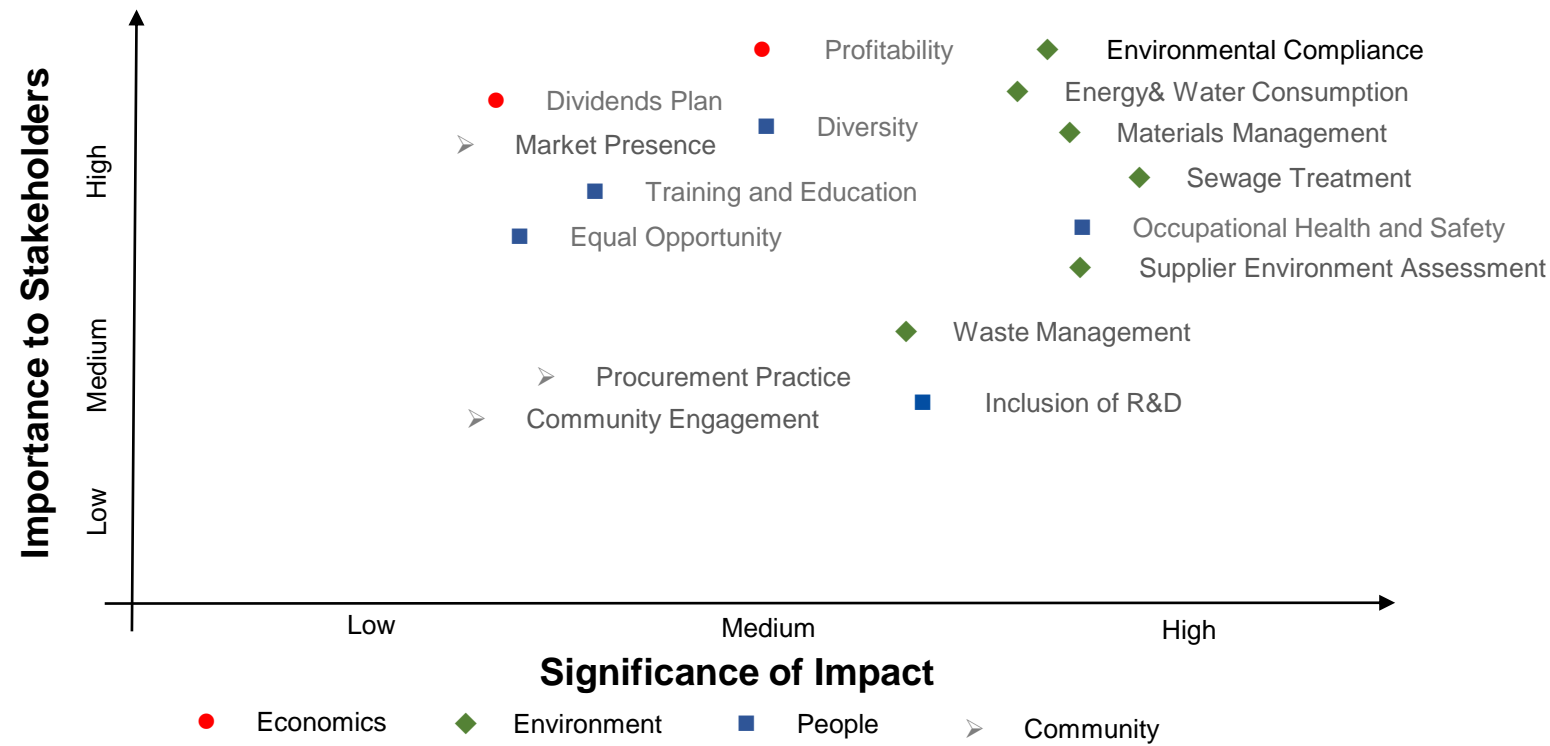 Importance to Stakeholders
High
Medium
Low
Profitability
Environmental Compliance
Energy& Water Consumption
Dividends Plan
Diversity
Materials Management
Market Presence
Sewage Treatment
Training and Education
Occupational Health and Safety
Equal Opportunity
Supplier Environment Assessment
Waste Management
Procurement Practice
Inclusion of R&D
Community Engagement
Low
Medium
High
Significance of Impact
Economics
Environment
People
Community